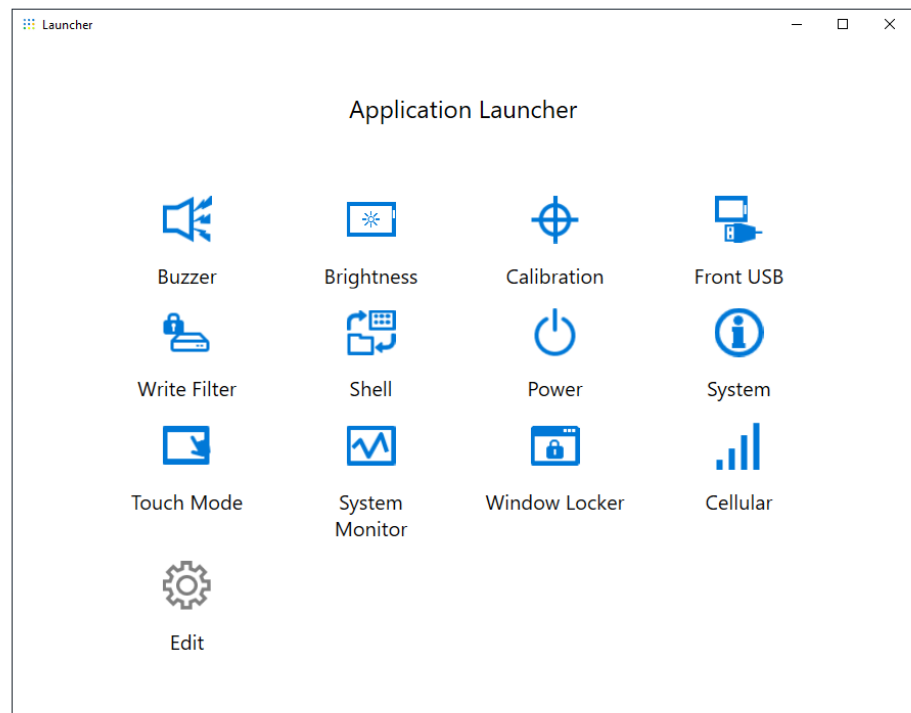 Launcher
Application Launcher
Buzzer
Brightness
Calibration
Front USB
Write Filter
Shell
Power
System
Touch Mode
System
Monitor
Window Locker
Cellular
Edit